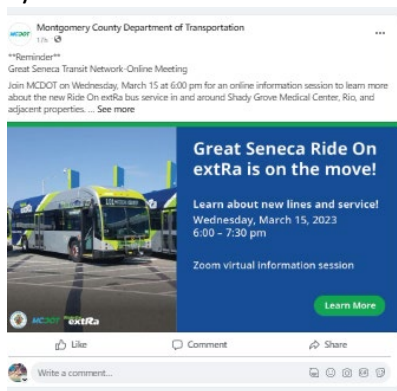 Montgomery County Department of Transportation
**Reminder**
Great Seneca Transit Network-Online Meeting
Join MCDOT on Wednesday, March 15 at 6:00 pm for an online information session to learn more
about the new Ride On extRa bus service in and around Shady Grove Medical Center, Rio, and
adjacent properties. ... See more
Great Seneca Ride On
extRa is on the move!
Learn about new lines and service!
Wednesday, March 15, 2023
6:00 – 7:30 pm
Zoom virtual information session
Learn More
MCDOT extRa
Like Comment Share
Write a comment...